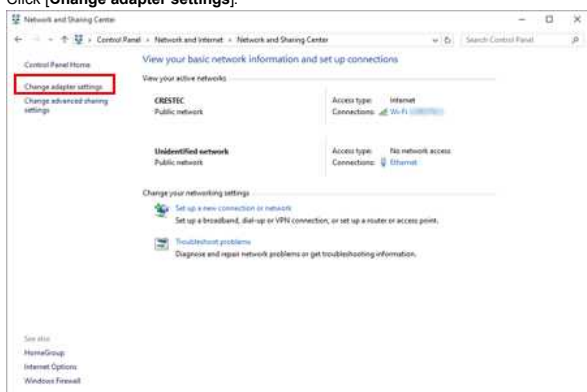 Click [Change adapter settings].
Network and Sharing Center
Control Panel > Network and Internet > Network and Sharing Center
Search Control Panel
Control Panel Home
Change adapter settings
Change advanced sharing
settings
View your basic network information and set up connections
View your active networks
CRESTEC
Public network
Access type: Internet
Connections: Wi-Fi
Unidentified network
Public network
Access type: No network access
Connections: Ethernet
Change your networking settings
Set up a new connection or network
Set up a broadband, dial-up or VPN connection, or set up a router or access point.
Troubleshoot problems
Diagnose and repair network problems or get troubleshooting information.
See also
HomeGroup
Internet Options
Windows Firewall